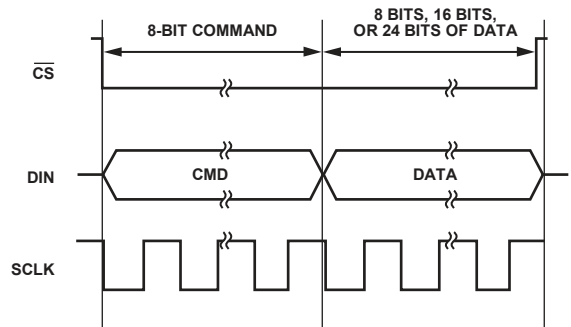 8-BIT COMMAND
8 BITS, 16 BITS,
OR 24 BITS OF DATA
CS
DIN
CMD
DATA
SCLK